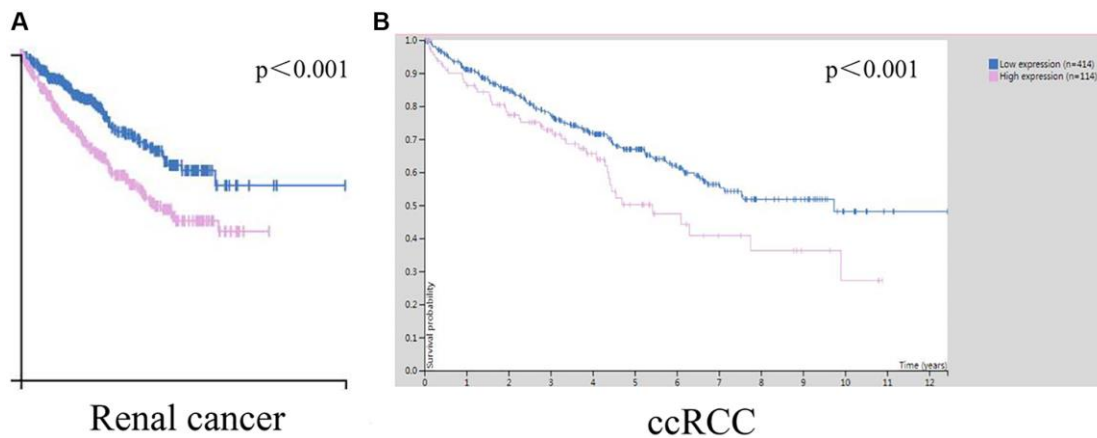 A
p<0.001
Renal cancer
B
1.0
0.9
0.8
0.7
0.6
0.5
0.4
0.3
0.2
0.1
0.0
Survival probability
p<0.001
Low expression (n=414)
High expression (n=114)
Time (years)
0 1 2 3 4 5 6 7 8 9 10 11 12
ccRCC